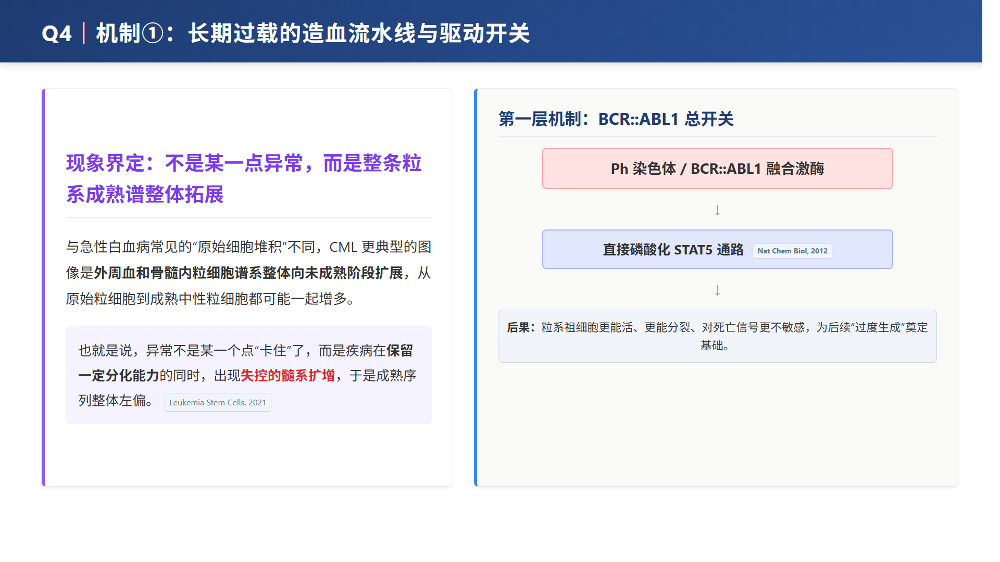 Q4｜机制①：长期过载的造血流水线与驱动开关
现象界定：不是某一点异常，而是整条粒
系成熟谱整体拓展
与急性白血病常见的“原始细胞堆积”不同，CML 更典型的图
像是外周血和骨髓内粒细胞谱系整体向未成熟阶段扩展，从
原始粒细胞到成熟中性粒细胞都可能一起增多。
也就是说，异常不是某一个点“卡住”了，而是疾病在保留
一定分化能力的同时，出现失控的髓系扩增，于是成熟序
列整体左偏。 Leukemia Stem Cells, 2021
第一层机制：BCR::ABL1 总开关
Ph 染色体 / BCR::ABL1 融合激酶
↓
直接磷酸化 STAT5 通路 Nat Chem Biol, 2012
↓
后果：粒系祖细胞更能活、更能分裂、对死亡信号更不敏感，为后续“过度生成”奠定
基础。